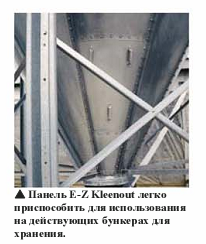 ▲ Панель E-Z Kleenout легко
приспособить для использования
на действующих бункерах для
хранения.